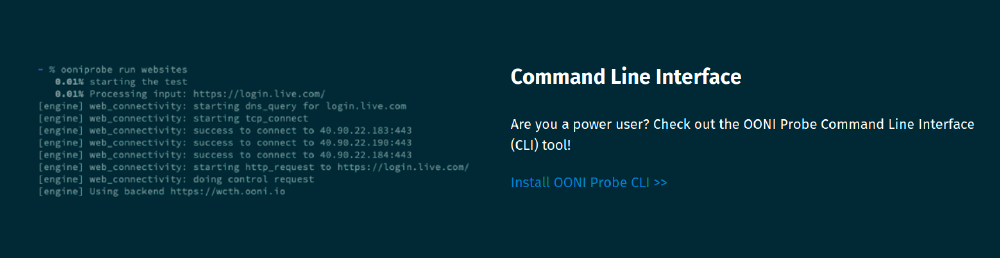 ~ % ooniprobe run websites
0.01% starting the test
0.01% Processing input: https://login.live.com/
[engine] web_connectivity: starting dns_query for login.live.com
[engine] web_connectivity: starting tcp_connect
[engine] web_connectivity: success to connect to 40.90.22.183:443
[engine] web_connectivity: success to connect to 40.90.22.190:443
[engine] web_connectivity: success to connect to 40.90.22.184:443
[engine] web_connectivity: starting http_request to https://login.live.com/
[engine] web_connectivity: doing control request
[engine] Using backend https://wcth.ooni.io
Command Line Interface
Are you a power user? Check out the OONI Probe Command Line Interface
(CLI) tool!
Install OONI Probe CLI >>